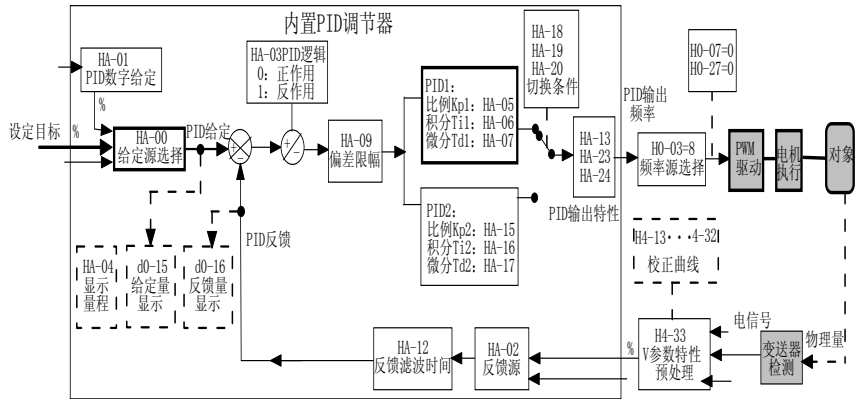 内置PID调节器
HA-01
PID数字给定
%
设定目标 %
HA-00
给定源选择
PID给定
HA-03PID逻辑
0: 正作用
1: 反作用
HA-09
偏差限幅
PID1:
比例Kp1: HA-05
积分Ti1: HA-06
微分Td1: HA-07
PID2:
比例Kp2: HA-15
积分Ti2: HA-16
微分Td2: HA-17
HA-18
HA-19
HA-20
切换条件
HA-13
HA-23
HA-24
PID输出特性
PID输出
频率
H0-03=8
频率源选择
H0-07=0
H0-27=0
PWM
驱动
电机
执行
对象
PID反馈
HA-04
显示
量程
d0-15
给定量
显示
d0-16
反馈量
显示
H4-13···4-32
校正曲线
HA-12
反馈滤波时间
HA-02
反馈源
%
H4-33
V参数特性
预处理
电信号
变送器
检测
物理量